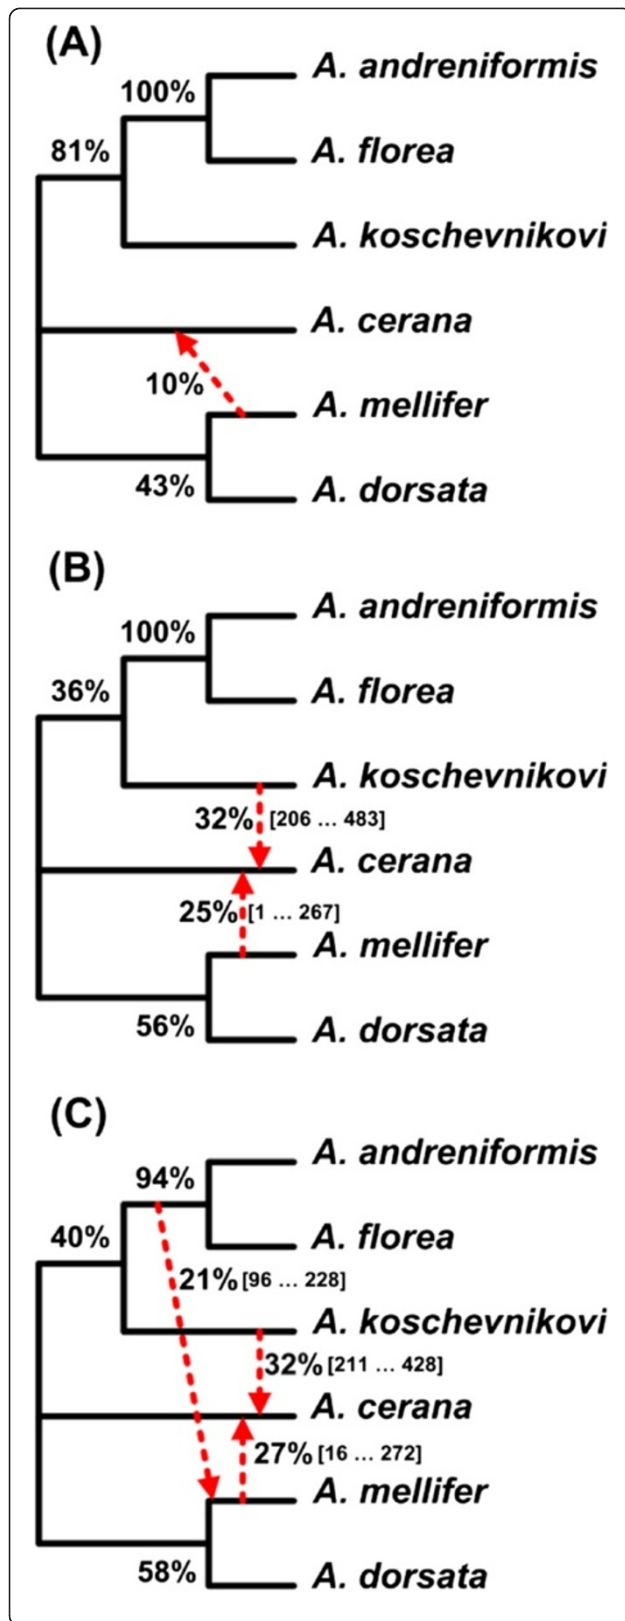 (A)
A. andreniformis
100%
A. florea
81%
A. koschevnikovi
A. cerana
10%
A. mellifer
43%
A. dorsata
(B)
A. andreniformis
100%
A. florea
36%
A. koschevnikovi
32% [206 ... 483]
A. cerana
25% [1 ... 267]
A. mellifer
56%
A. dorsata
(C)
A. andreniformis
94%
A. florea
40%
21% [96 ... 228]
A. koschevnikovi
32% [211 ... 428]
A. cerana
27% [16 ... 272]
A. mellifer
58%
A. dorsata